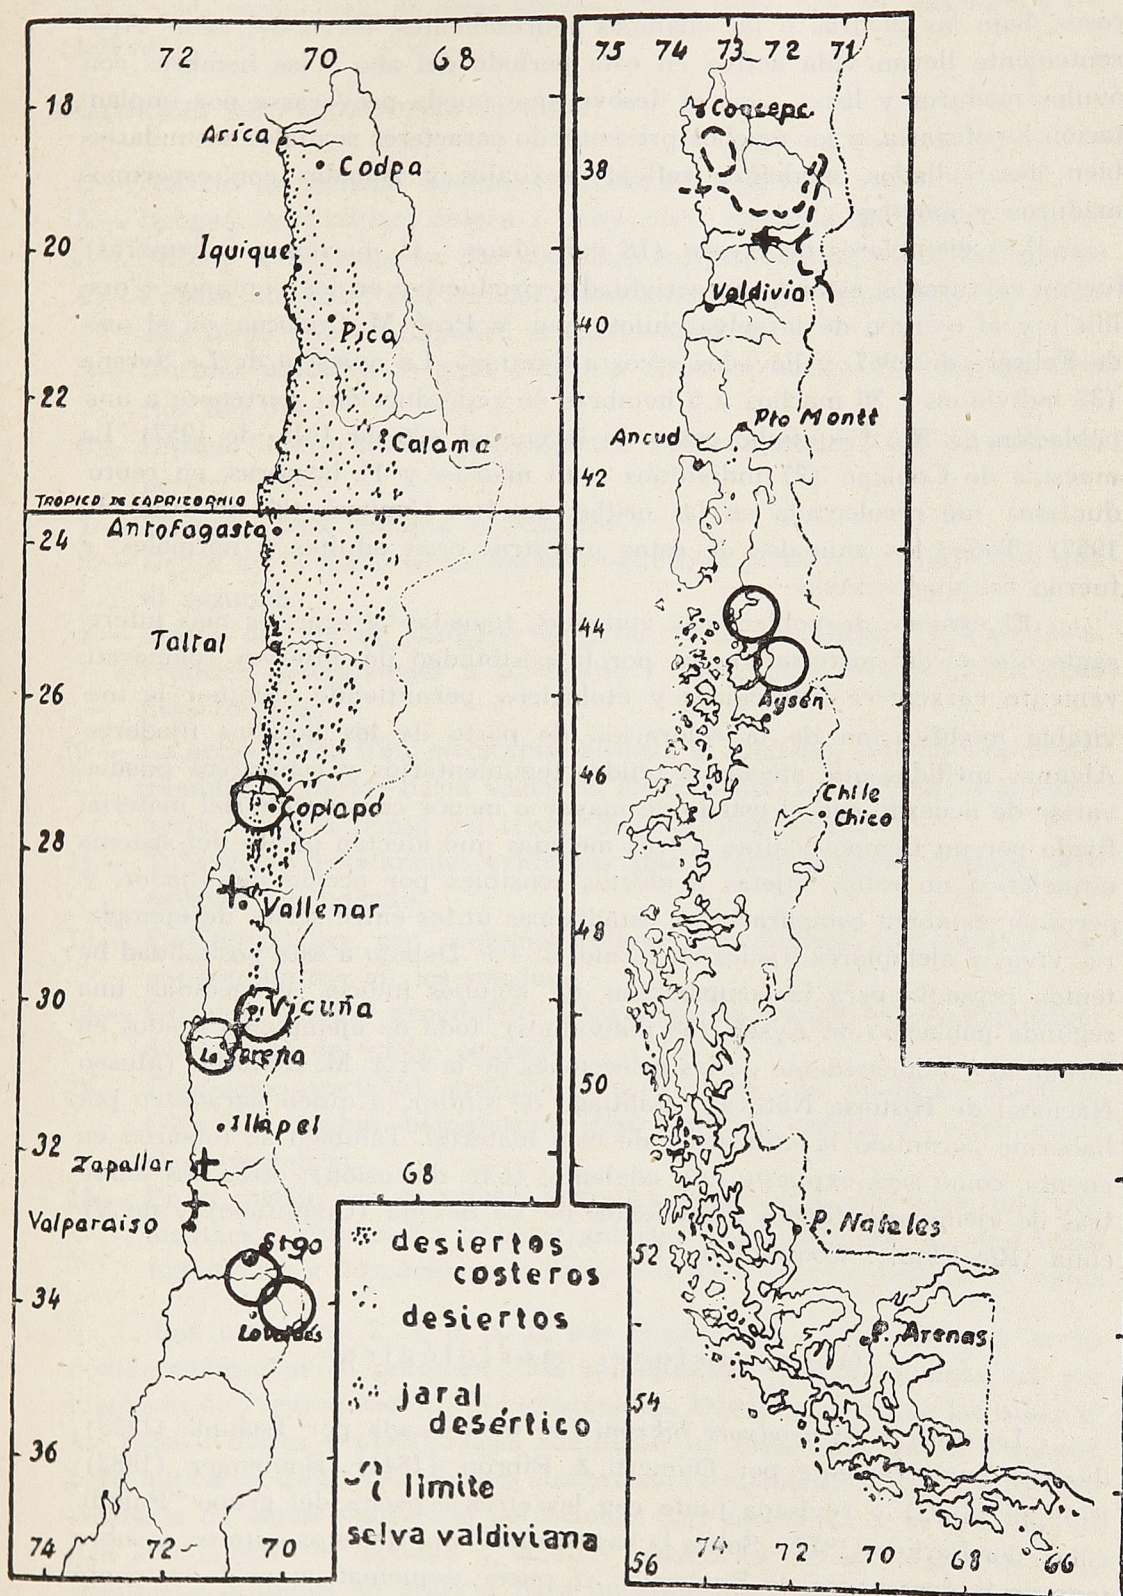 72 70 68
18
Arica
Codpa
20
Iquique
Pica
22
Calama
TROPICO DE CAPRICORNIO
Antofagasta
24
Taltal
26
Copiapó
28
Vallenar
30
Vicuña
La Serena
Illapel
32
Zapallar
68
Valparaiso
Stgo
34
36
74 72 70
desiertos
costeros
desiertos
jaral
desértico
limite
selva valdiviana
75 74 73 72 71
Concepc
38
Valdivia
40
Pto Montt
Ancud
42
44
Aysén
46
Chile
Chico
48
50
P. Natales
52
P. Arenas
54
56 74 72 70 68 66